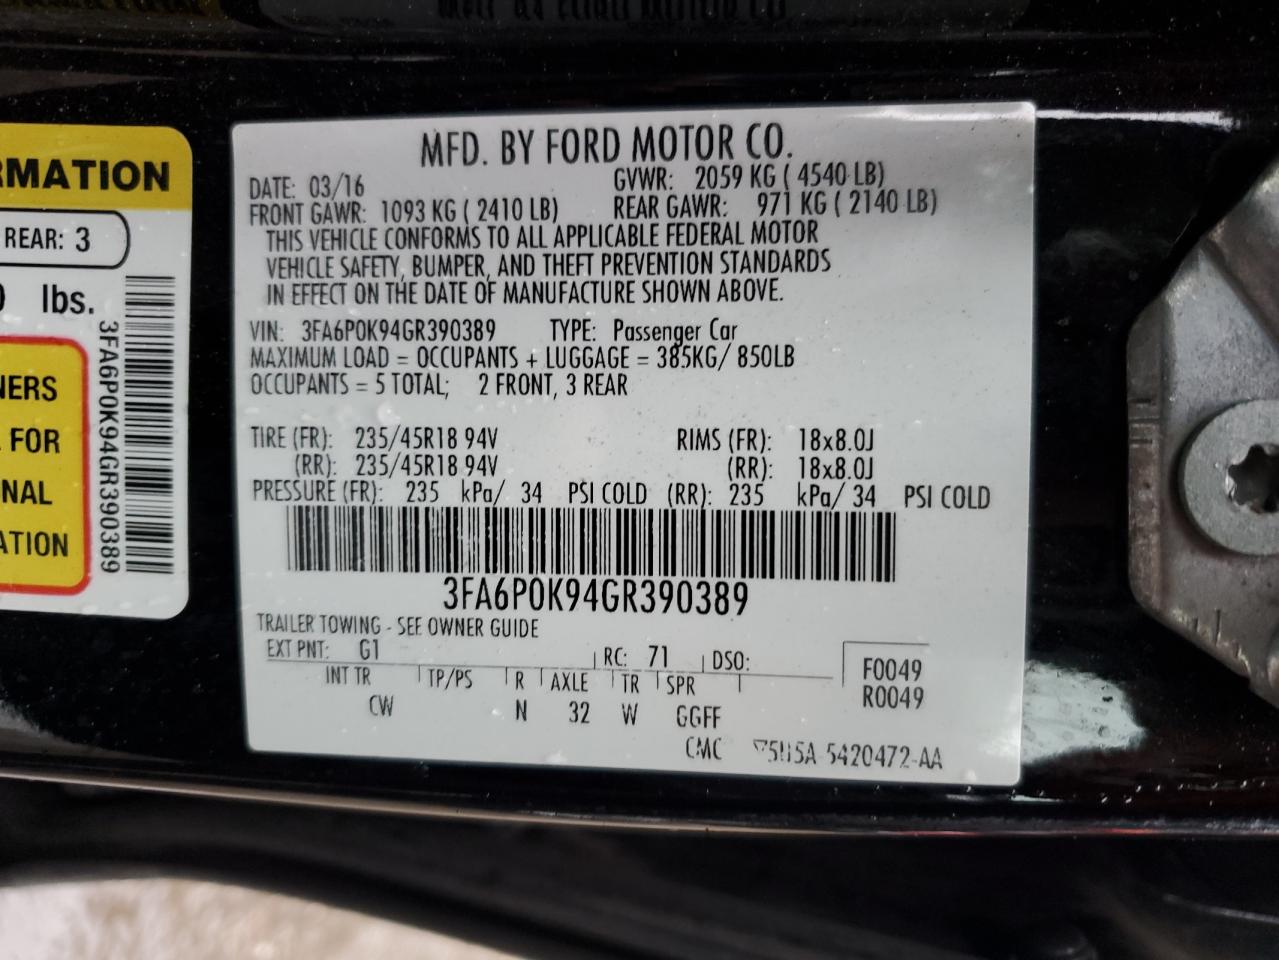 RMATION
REAR: 3
lbs.
NERS
FOR
NAL
ATION
3FA6P0K94GR390389
MFD. BY FORD MOTOR CO.
DATE: 03/16 GVWR: 2059 KG ( 4540 LB)
FRONT GAWR: 1093 KG ( 2410 LB) REAR GAWR: 971 KG ( 2140 LB)
THIS VEHICLE CONFORMS TO ALL APPLICABLE FEDERAL MOTOR
VEHICLE SAFETY, BUMPER, AND THEFT PREVENTION STANDARDS
IN EFFECT ON THE DATE OF MANUFACTURE SHOWN ABOVE.
VIN: 3FA6P0K94GR390389 TYPE: Passenger Car
MAXIMUM LOAD = OCCUPANTS + LUGGAGE = 385KG/ 850LB
OCCUPANTS = 5 TOTAL; 2 FRONT, 3 REAR
TIRE (FR): 235/45R18 94V RIMS (FR): 18x8.0J
(RR): 235/45R18 94V (RR): 18x8.0J
PRESSURE (FR): 235 kPa/ 34 PSI COLD (RR): 235 kPa/ 34 PSI COLD
3FA6P0K94GR390389
TRAILER TOWING - SEE OWNER GUIDE
EXT PNT: G1 RC: 71 DSO:
INT TR TP/PS R AXLE TR SPR
CW N 32 W GGFF
F0049
R0049
CMC 5420472-AA